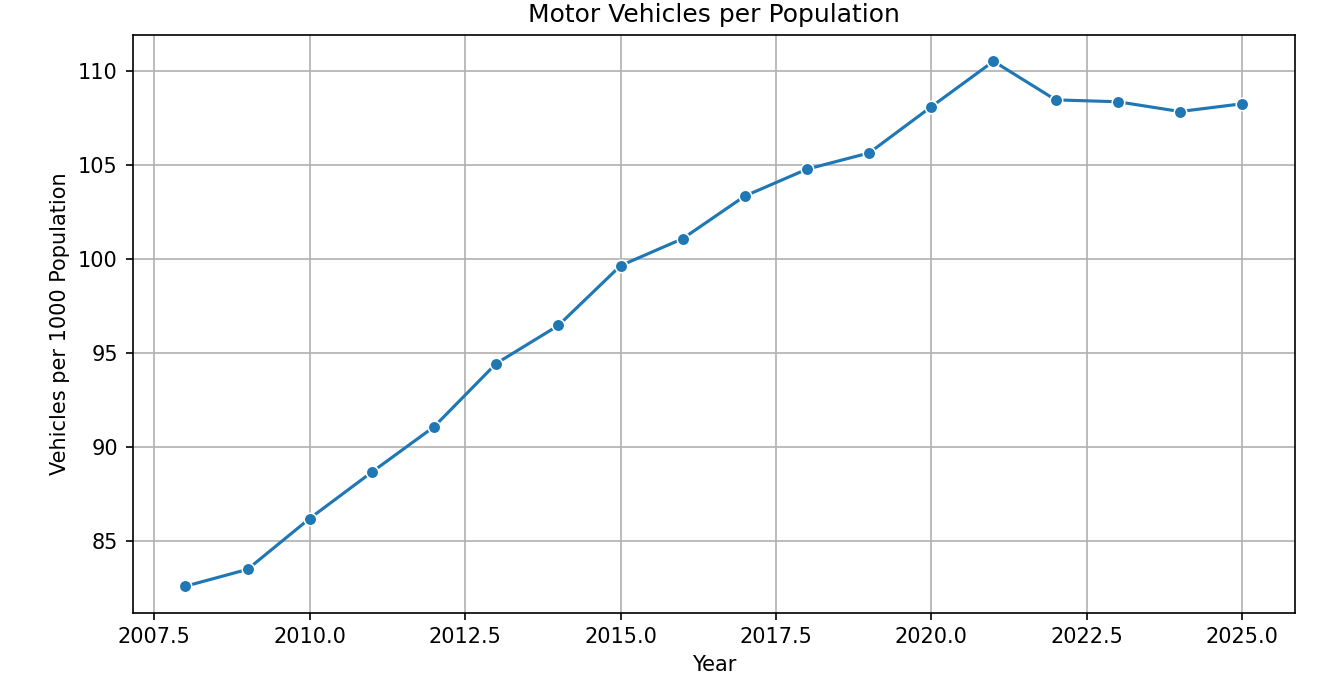 Motor Vehicles per Population
Vehicles per 1000 Population
110
105
100
95
90
85
2007.5 2010.0 2012.5 2015.0 2017.5 2020.0 2022.5 2025.0
Year